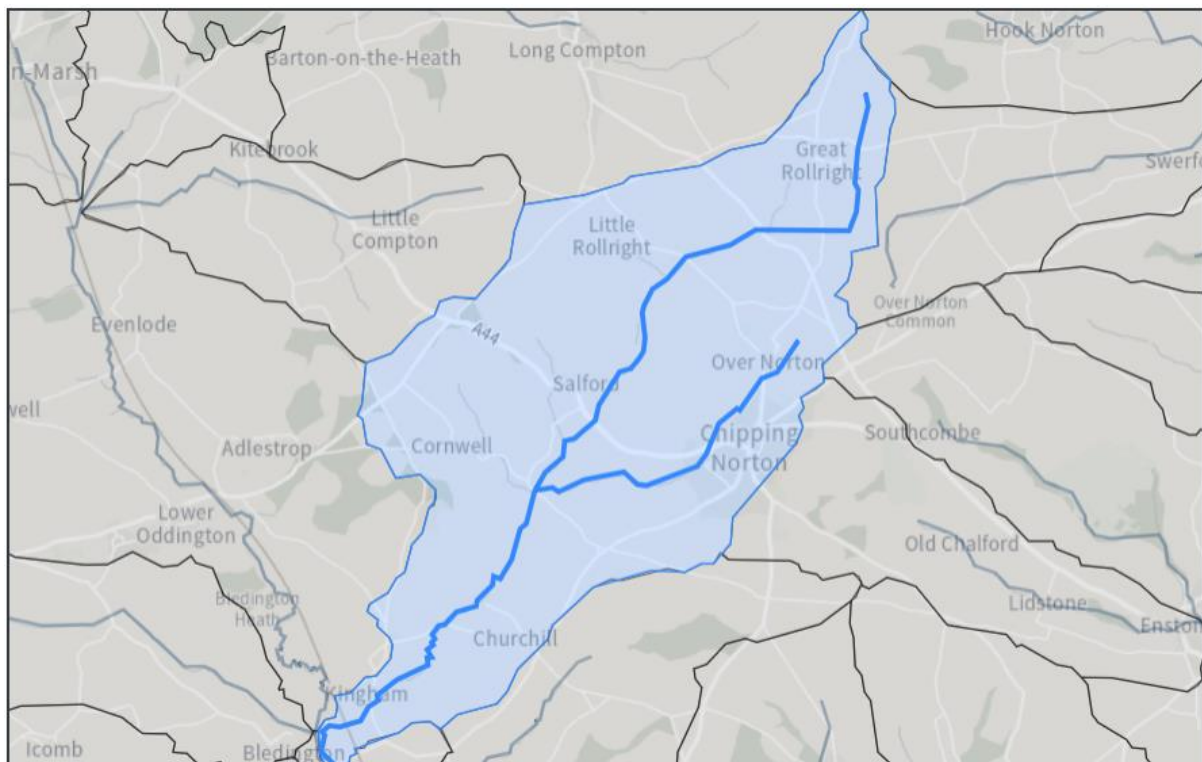 Hook Norton
Long Compton
Barton-on-the-Heath
n-Marsh
Kitebrook
Great
Rollright
Swerfo
Little
Compton
Little
Rollright
Evenlode
Over Norton
Common
A44
Over Norton
Salford
well
Adlestrop
Cornwell
Chipping
Norton
Southcombe
Lower
Oddington
Old Chalford
Bledington
Heath
Lidstone
Enston
Churchill
Kingham
Icomb
Bledington